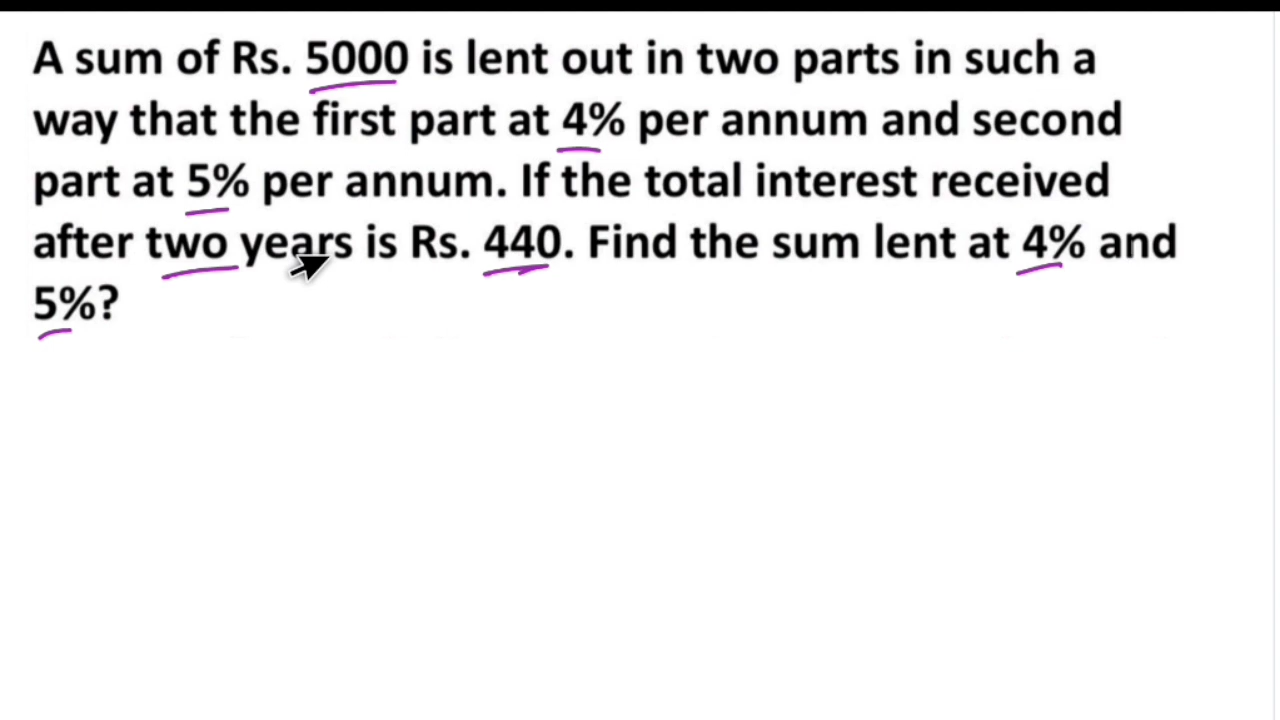 A sum of Rs. 5000 is lent out in two parts in such a
way that the first part at 4% per annum and second
part at 5% per annum. If the total interest received
after two years is Rs. 440. Find the sum lent at 4% and
5%?